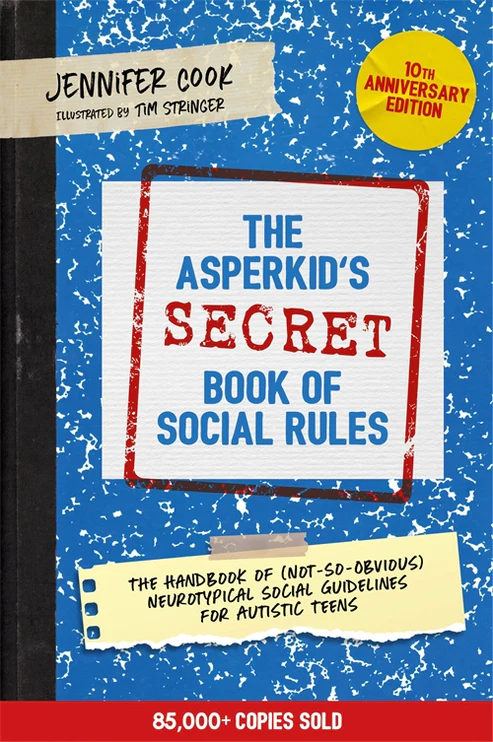 JENNiFER COOK
ILLUSTRATED BY TIM STRINGER
10TH
ANNIVERSARY
EDITION
THE
ASPERKID'S
SECRET
BOOK OF
SOCIAL RULES
THE HANDBOOK OF (NOT-SO-OBVIOUS)
NEUROTYPICAL SOCIAL GUIDELINES
FOR AUTISTIC TEENS
85,000+ COPIES SOLD